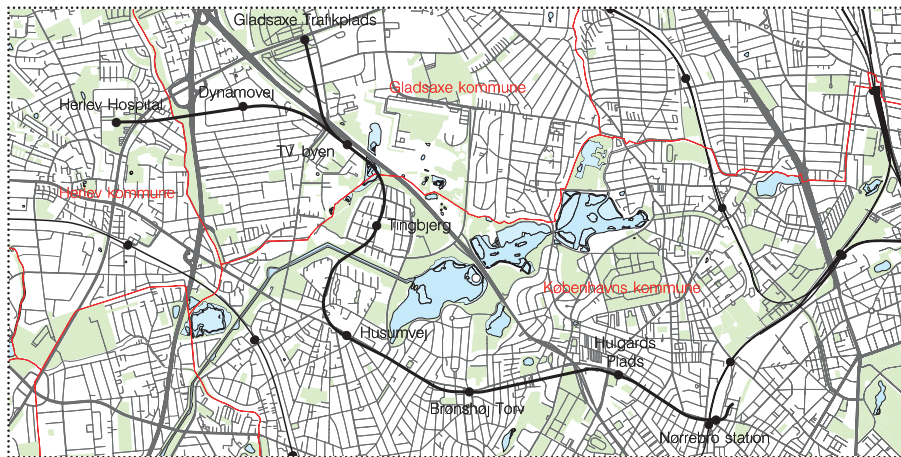 Gladsaxe Trafikplads
Gladsaxe kommune
Dynamovej
Herlev Hospital
TV byen
Herlev kommune
Tingbjerg
Københavns kommune
Husumvej
Hulgårds
Plads
Brønshøj Torv
Nørrebro station